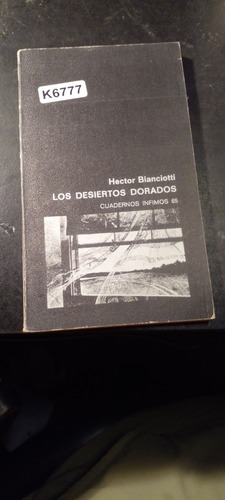 K6777
Hector Bianciotti
LOS DESIERTOS DORADOS
CUADERNOS INFIMOS 65